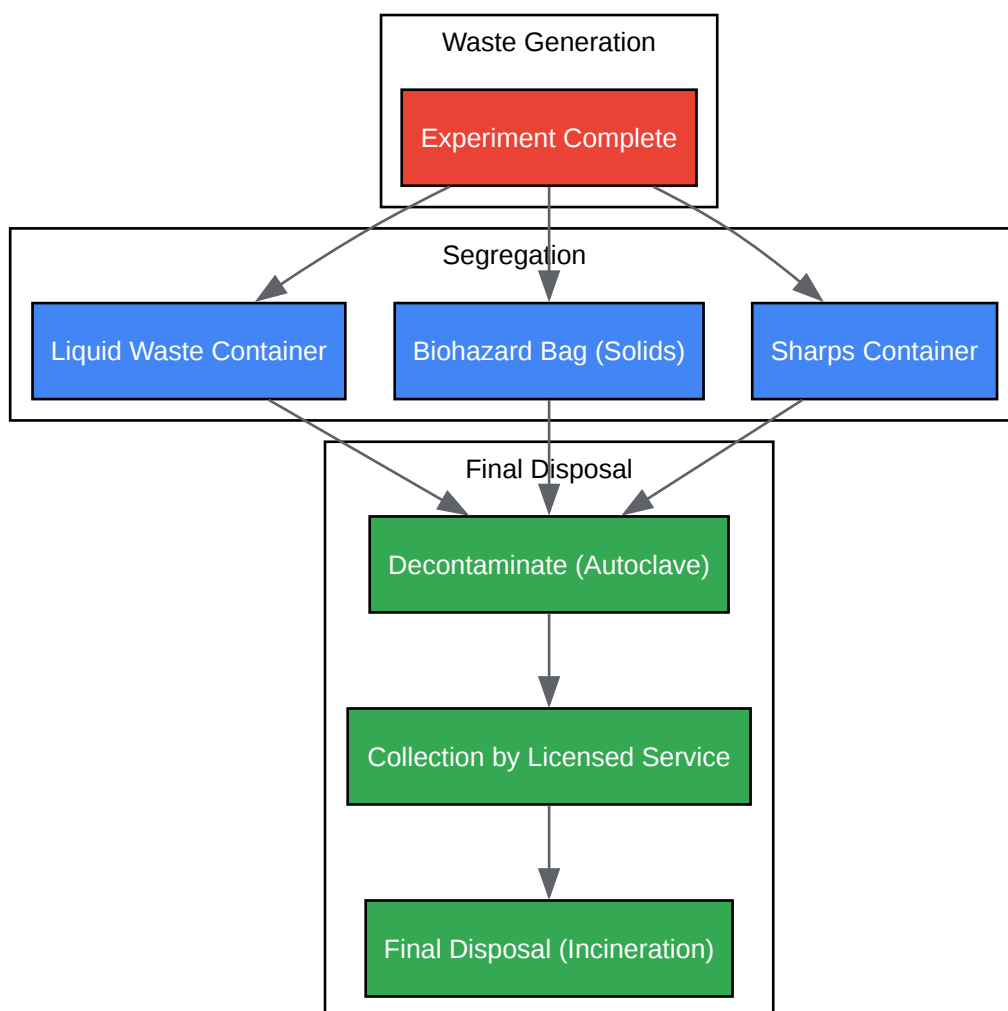 Waste Generation
Experiment Complete
Segregation
Liquid Waste Container
Biohazard Bag (Solids)
Sharps Container
Final Disposal
Decontaminate (Autoclave)
Collection by Licensed Service
Final Disposal (Incineration)